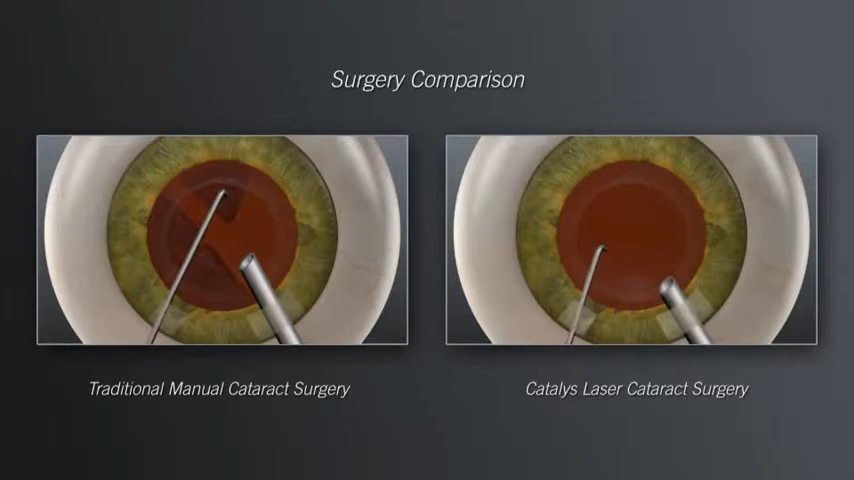 Surgery Comparison
Traditional Manual Cataract Surgery
Catalys Laser Cataract Surgery